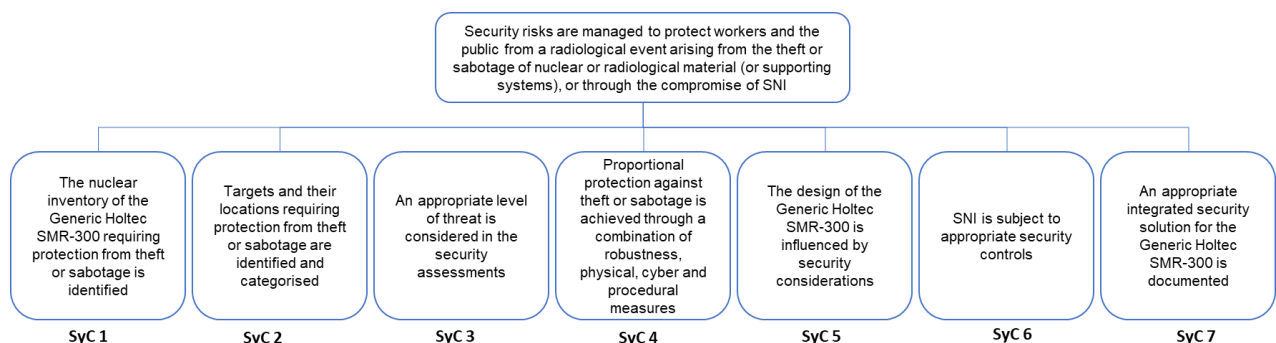 Security risks are managed to protect workers and the
public from a radiological event arising from the theft or
sabotage of nuclear or radiological material (or supporting
systems), or through the compromise of SNI
The nuclear
inventory of the
Generic Holtec
SMR-300 requiring
protection from theft
or sabotage is
identified
Targets and their
locations requiring
protection from theft
or sabotage are
identified and
categorised
An appropriate level
of threat is
considered in the
security
assessments
Proportional
protection against
theft or sabotage is
achieved through a
combination of
robustness,
physical, cyber and
procedural
measures
The design of the
Generic Holtec
SMR-300 is
influenced by
security
considerations
SNI is subject to
appropriate security
controls
An appropriate
integrated security
solution for the
Generic Holtec
SMR-300 is
documented
SyC 1
SyC 2
SyC 3
SyC 4
SyC 5
SyC 6
SyC 7